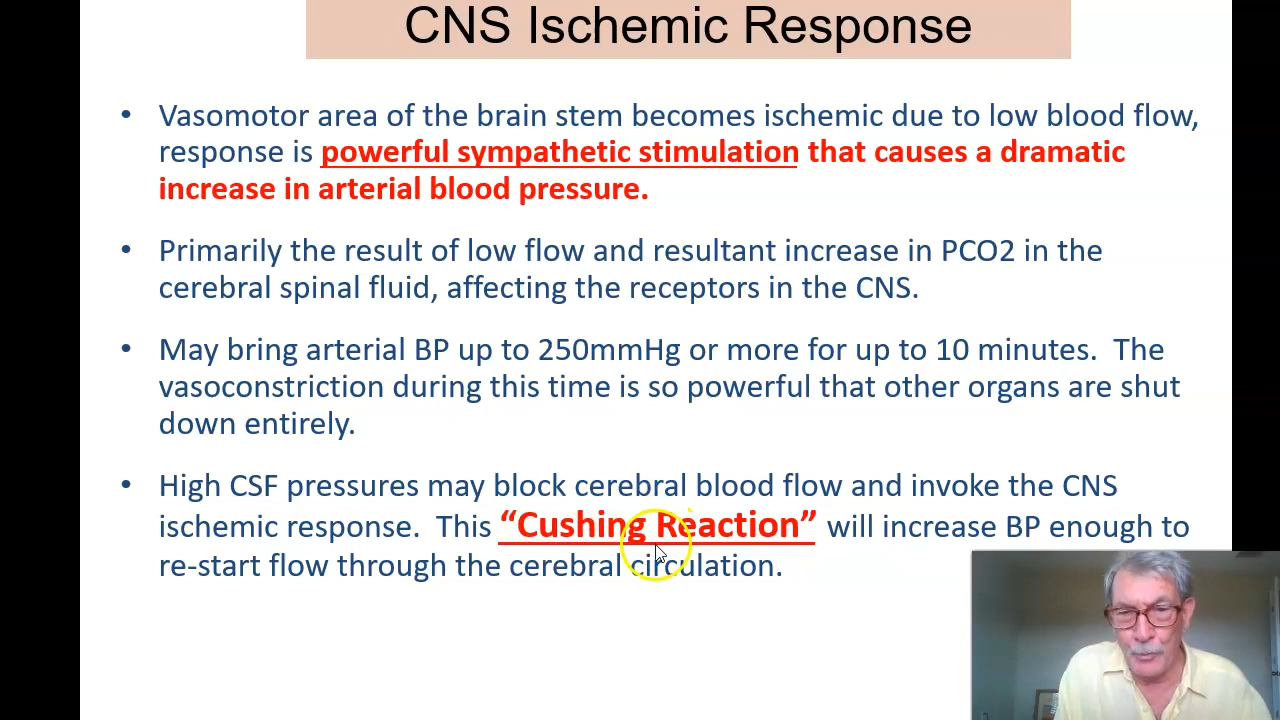 CNS Ischemic Response
• Vasomotor area of the brain stem becomes ischemic due to low blood flow,
response is powerful sympathetic stimulation that causes a dramatic
increase in arterial blood pressure.
• Primarily the result of low flow and resultant increase in PCO2 in the
cerebral spinal fluid, affecting the receptors in the CNS.
• May bring arterial BP up to 250mmHg or more for up to 10 minutes. The
vasoconstriction during this time is so powerful that other organs are shut
down entirely.
• High CSF pressures may block cerebral blood flow and invoke the CNS
ischemic response. This “Cushing Reaction” will increase BP enough to
re-start flow through the cerebral circulation.